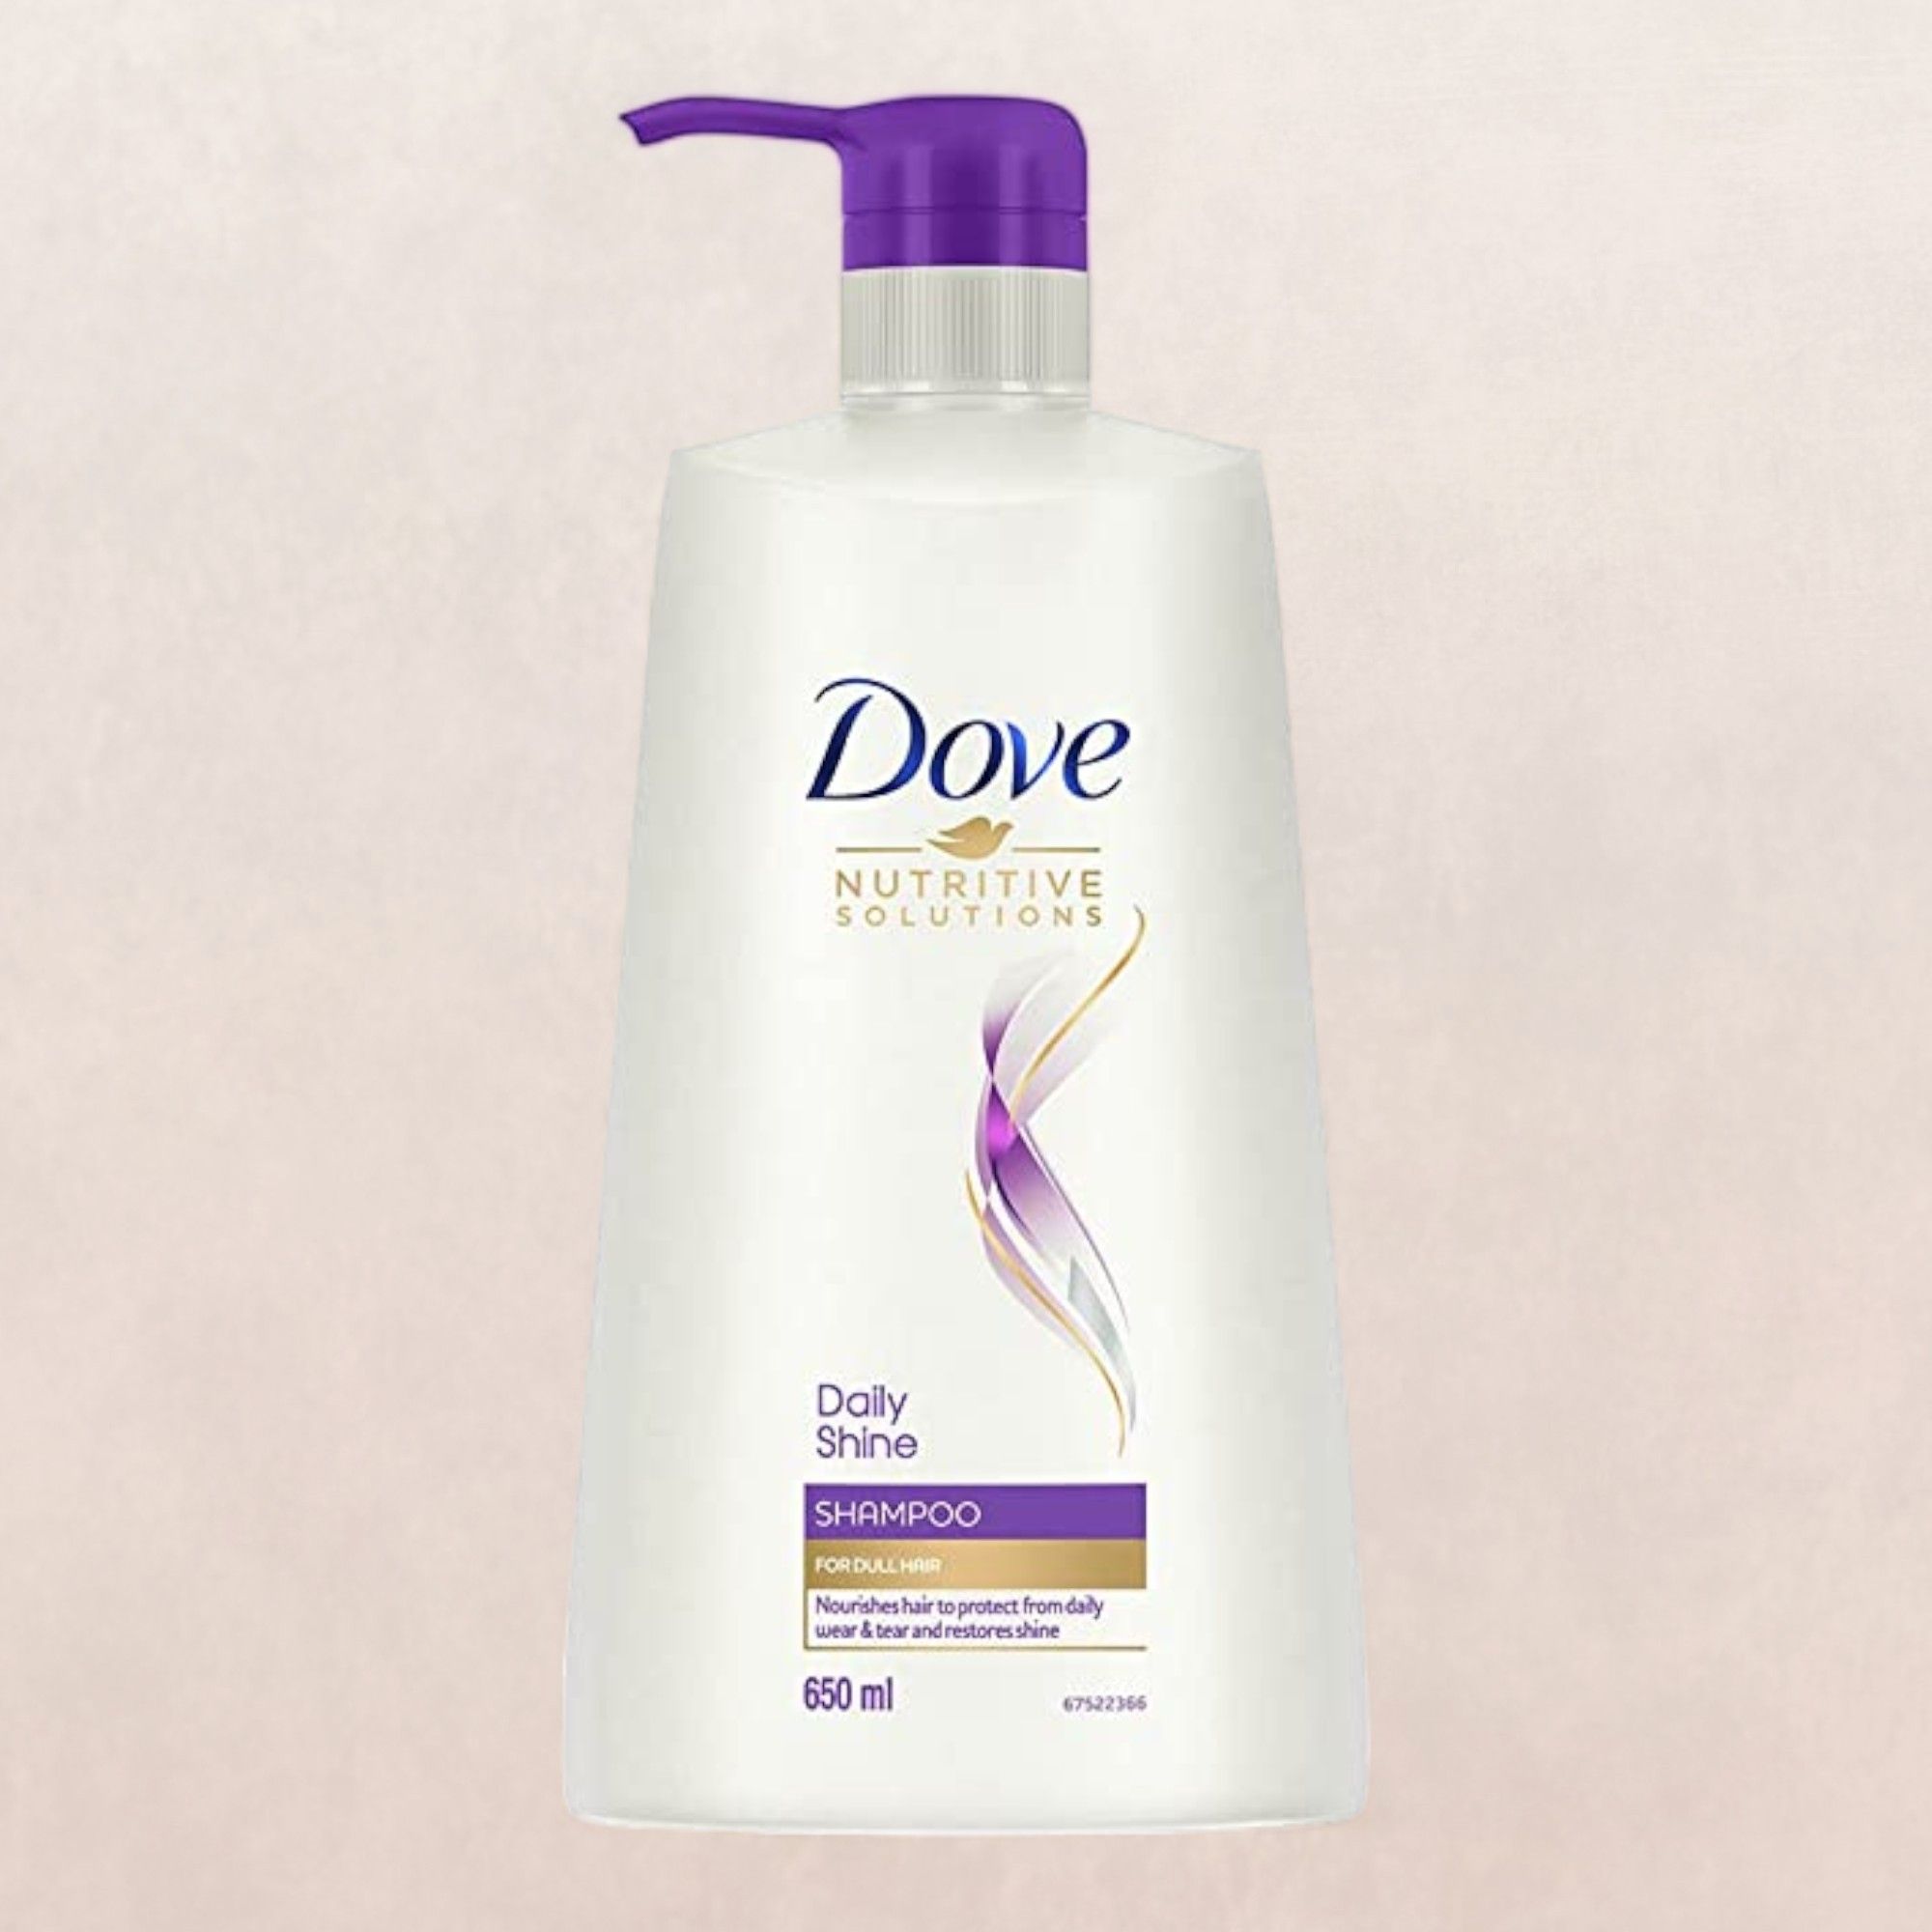 Dove
NUTRITIVE
SOLUTIONS
Daily
Shine
SHAMPOO
FOR DULL HAIR
Nourishes hair to protect from daily
wear & tear and restores shine
650 ml
67522366